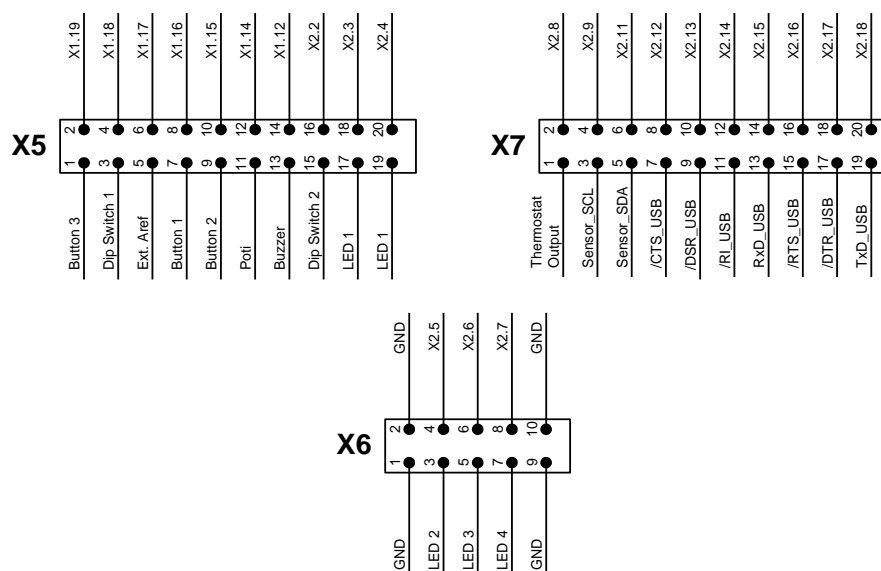 X1.19
X1.18
X1.17
X1.16
X1.15
X1.14
X1.12
X2.2
X2.3
X2.4
X5
2
4
6
8
10
12
14
16
18
20
1
3
5
7
9
11
13
15
17
19
Button 3
Dip Switch 1
Ext. Aref
Button 1
Button 2
Poti
Buzzer
Dip Switch 2
LED 1
LED 1
X2.8
X2.9
X2.11
X2.12
X2.13
X2.14
X2.15
X2.16
X2.17
X2.18
X7
2
4
6
8
10
12
14
16
18
20
1
3
5
7
9
11
13
15
17
19
Thermostat
Output
Sensor_SCL
Sensor_SDA
/CTS_USB
/DSR_USB
/RI_USB
RxD_USB
/RTS_USB
/DTR_USB
TxD_USB
GND
X2.5
X2.6
X2.7
GND
X6
2
4
6
8
10
1
3
5
7
9
GND
LED 2
LED 3
LED 4
GND